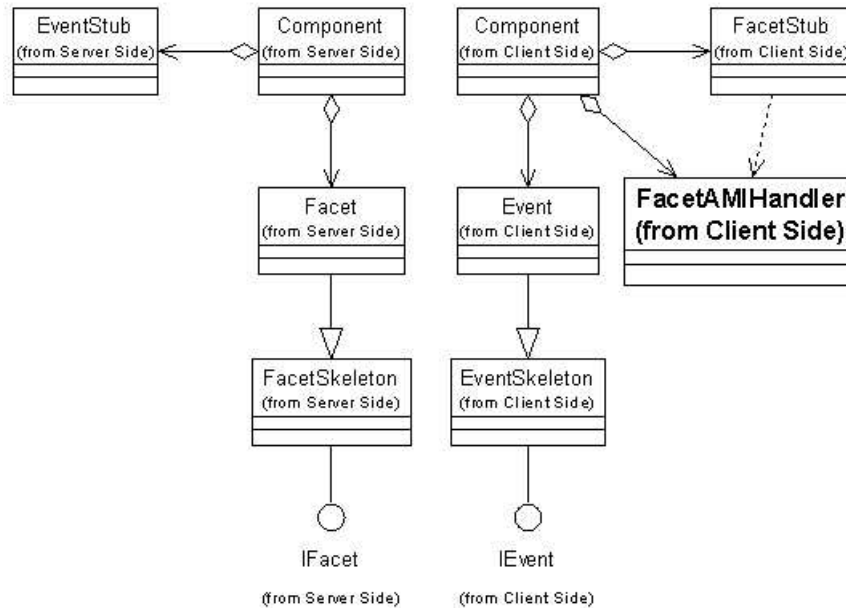 EventStub
(from Server Side)
Component
(from Server Side)
Component
(from Client Side)
FacetStub
(from Client Side)
Facet
(from Server Side)
Event
(from Client Side)
FacetAMIHandler
(from Client Side)
FacetSkeleton
(from Server Side)
EventSkeleton
(from Client Side)
IFacet
(from Server Side)
IEvent
(from Client Side)